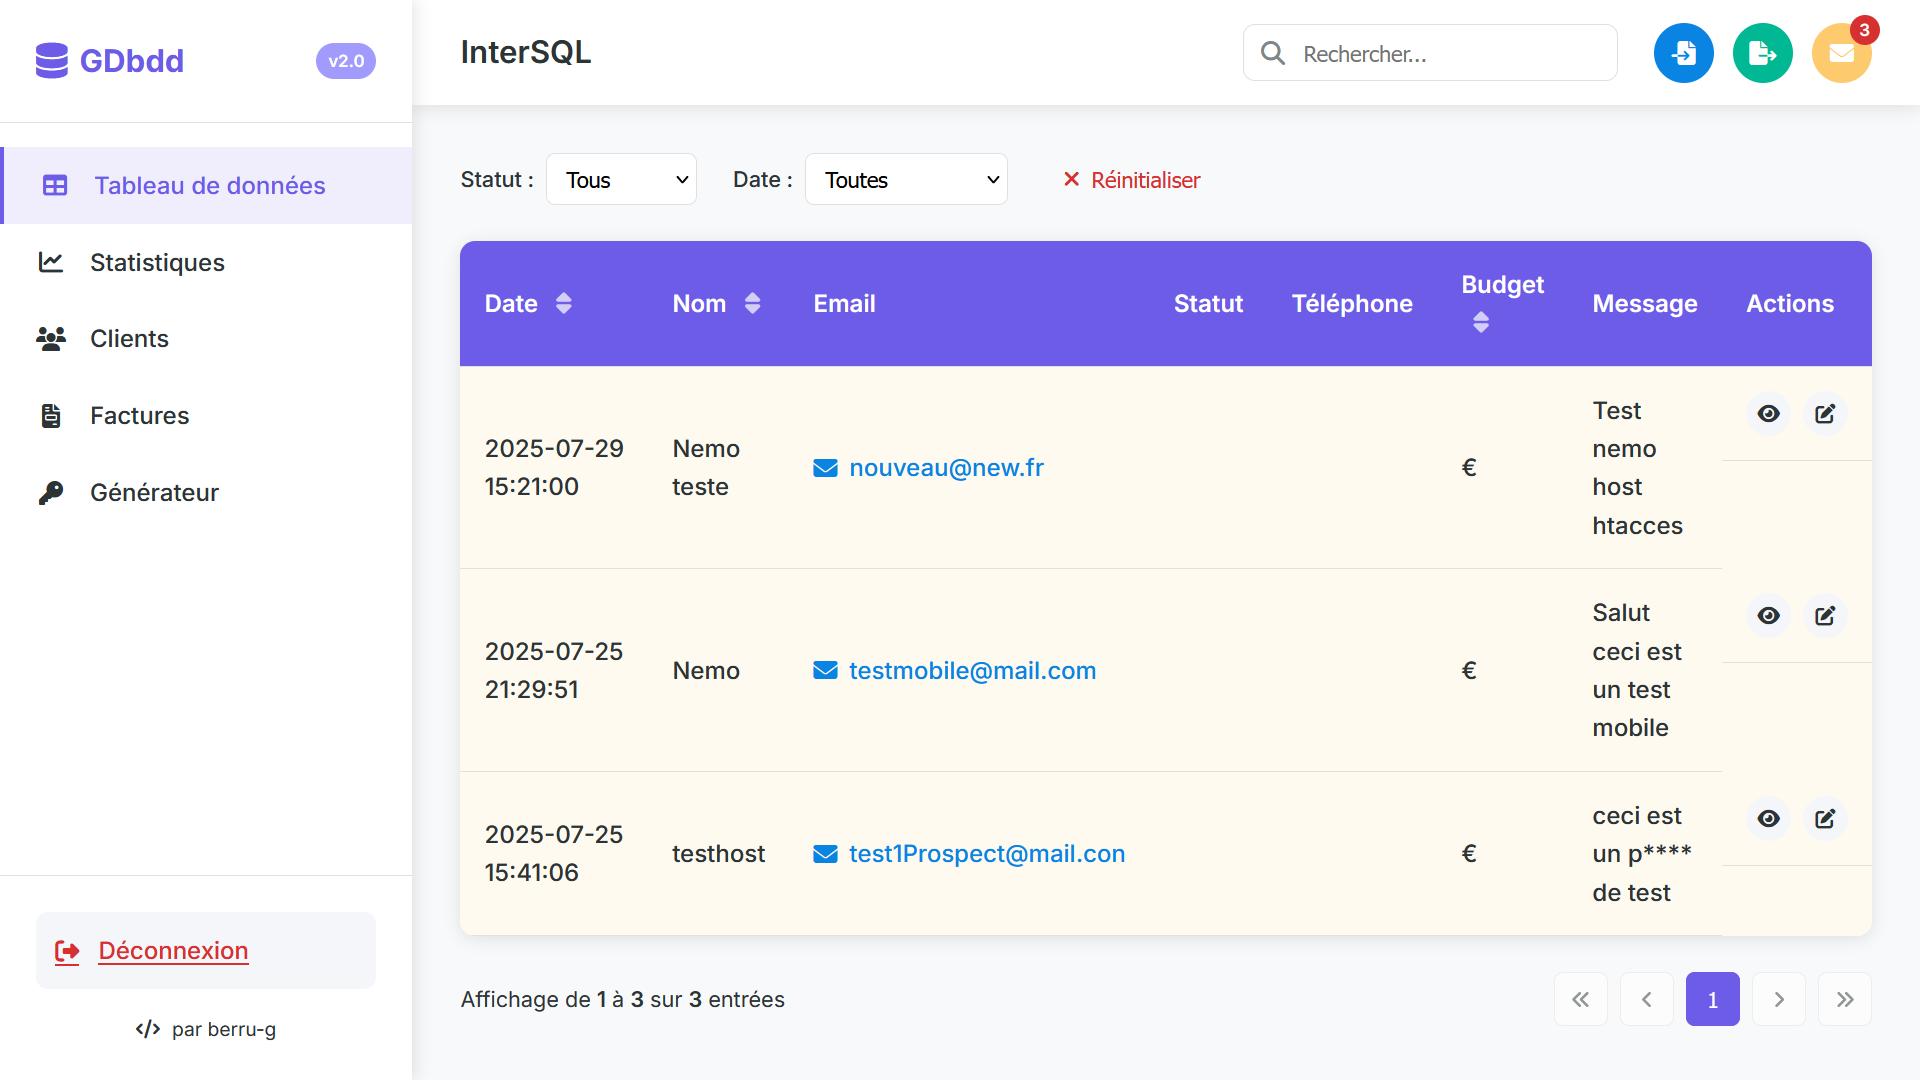 GDbdd
v2.0
InterSQL
Rechercher...
3
Tableau de données
Statistiques
Clients
Factures
Générateur
Déconnexion
</> par berru-g
Statut :
Tous
Date :
Toutes
Réinitialiser
Date
Nom
Email
Statut
Téléphone
Budget
Message
Actions
2025-07-29
15:21:00
Nemo
teste
nouveau@new.fr
€
Test
nemo
host
htacces
2025-07-25
21:29:51
Nemo
testmobile@mail.com
€
Salut
ceci est
un test
mobile
2025-07-25
15:41:06
testhost
test1Prospect@mail.con
€
ceci est
un p****
de test
Affichage de 1 à 3 sur 3 entrées
1